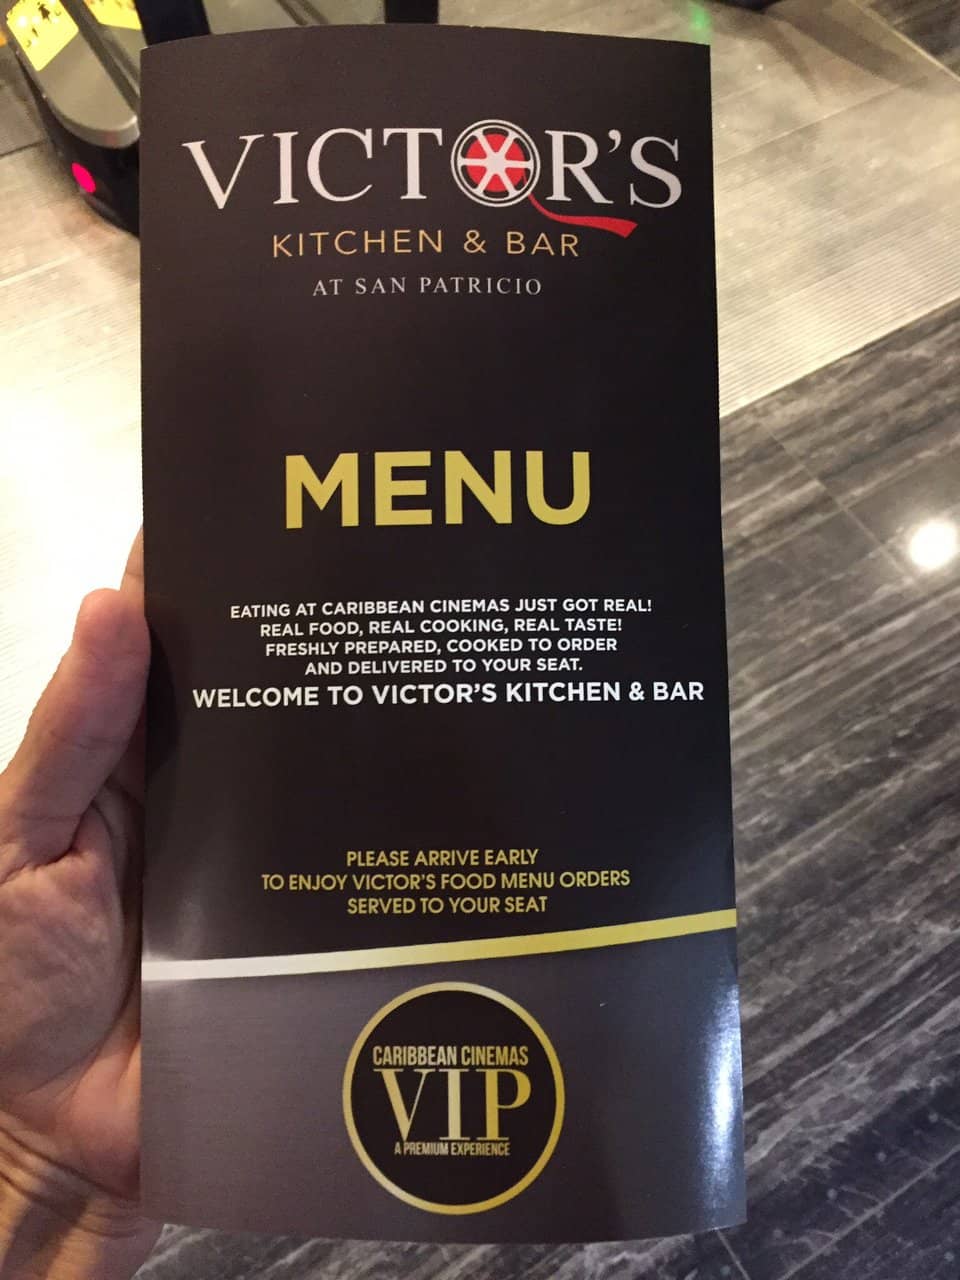 VICTOR'S
KITCHEN & BAR
AT SAN PATRICIO
MENU
EATING AT CARIBBEAN CINEMAS JUST GOT REAL!
REAL FOOD, REAL COOKING, REAL TASTE!
FRESHLY PREPARED, COOKED TO ORDER
AND DELIVERED TO YOUR SEAT.
WELCOME TO VICTOR'S KITCHEN & BAR
PLEASE ARRIVE EARLY
TO ENJOY VICTOR'S FOOD MENU ORDERS
SERVED TO YOUR SEAT
CARIBBEAN CINEMAS
VIP
A PREMIUM EXPERIENCE